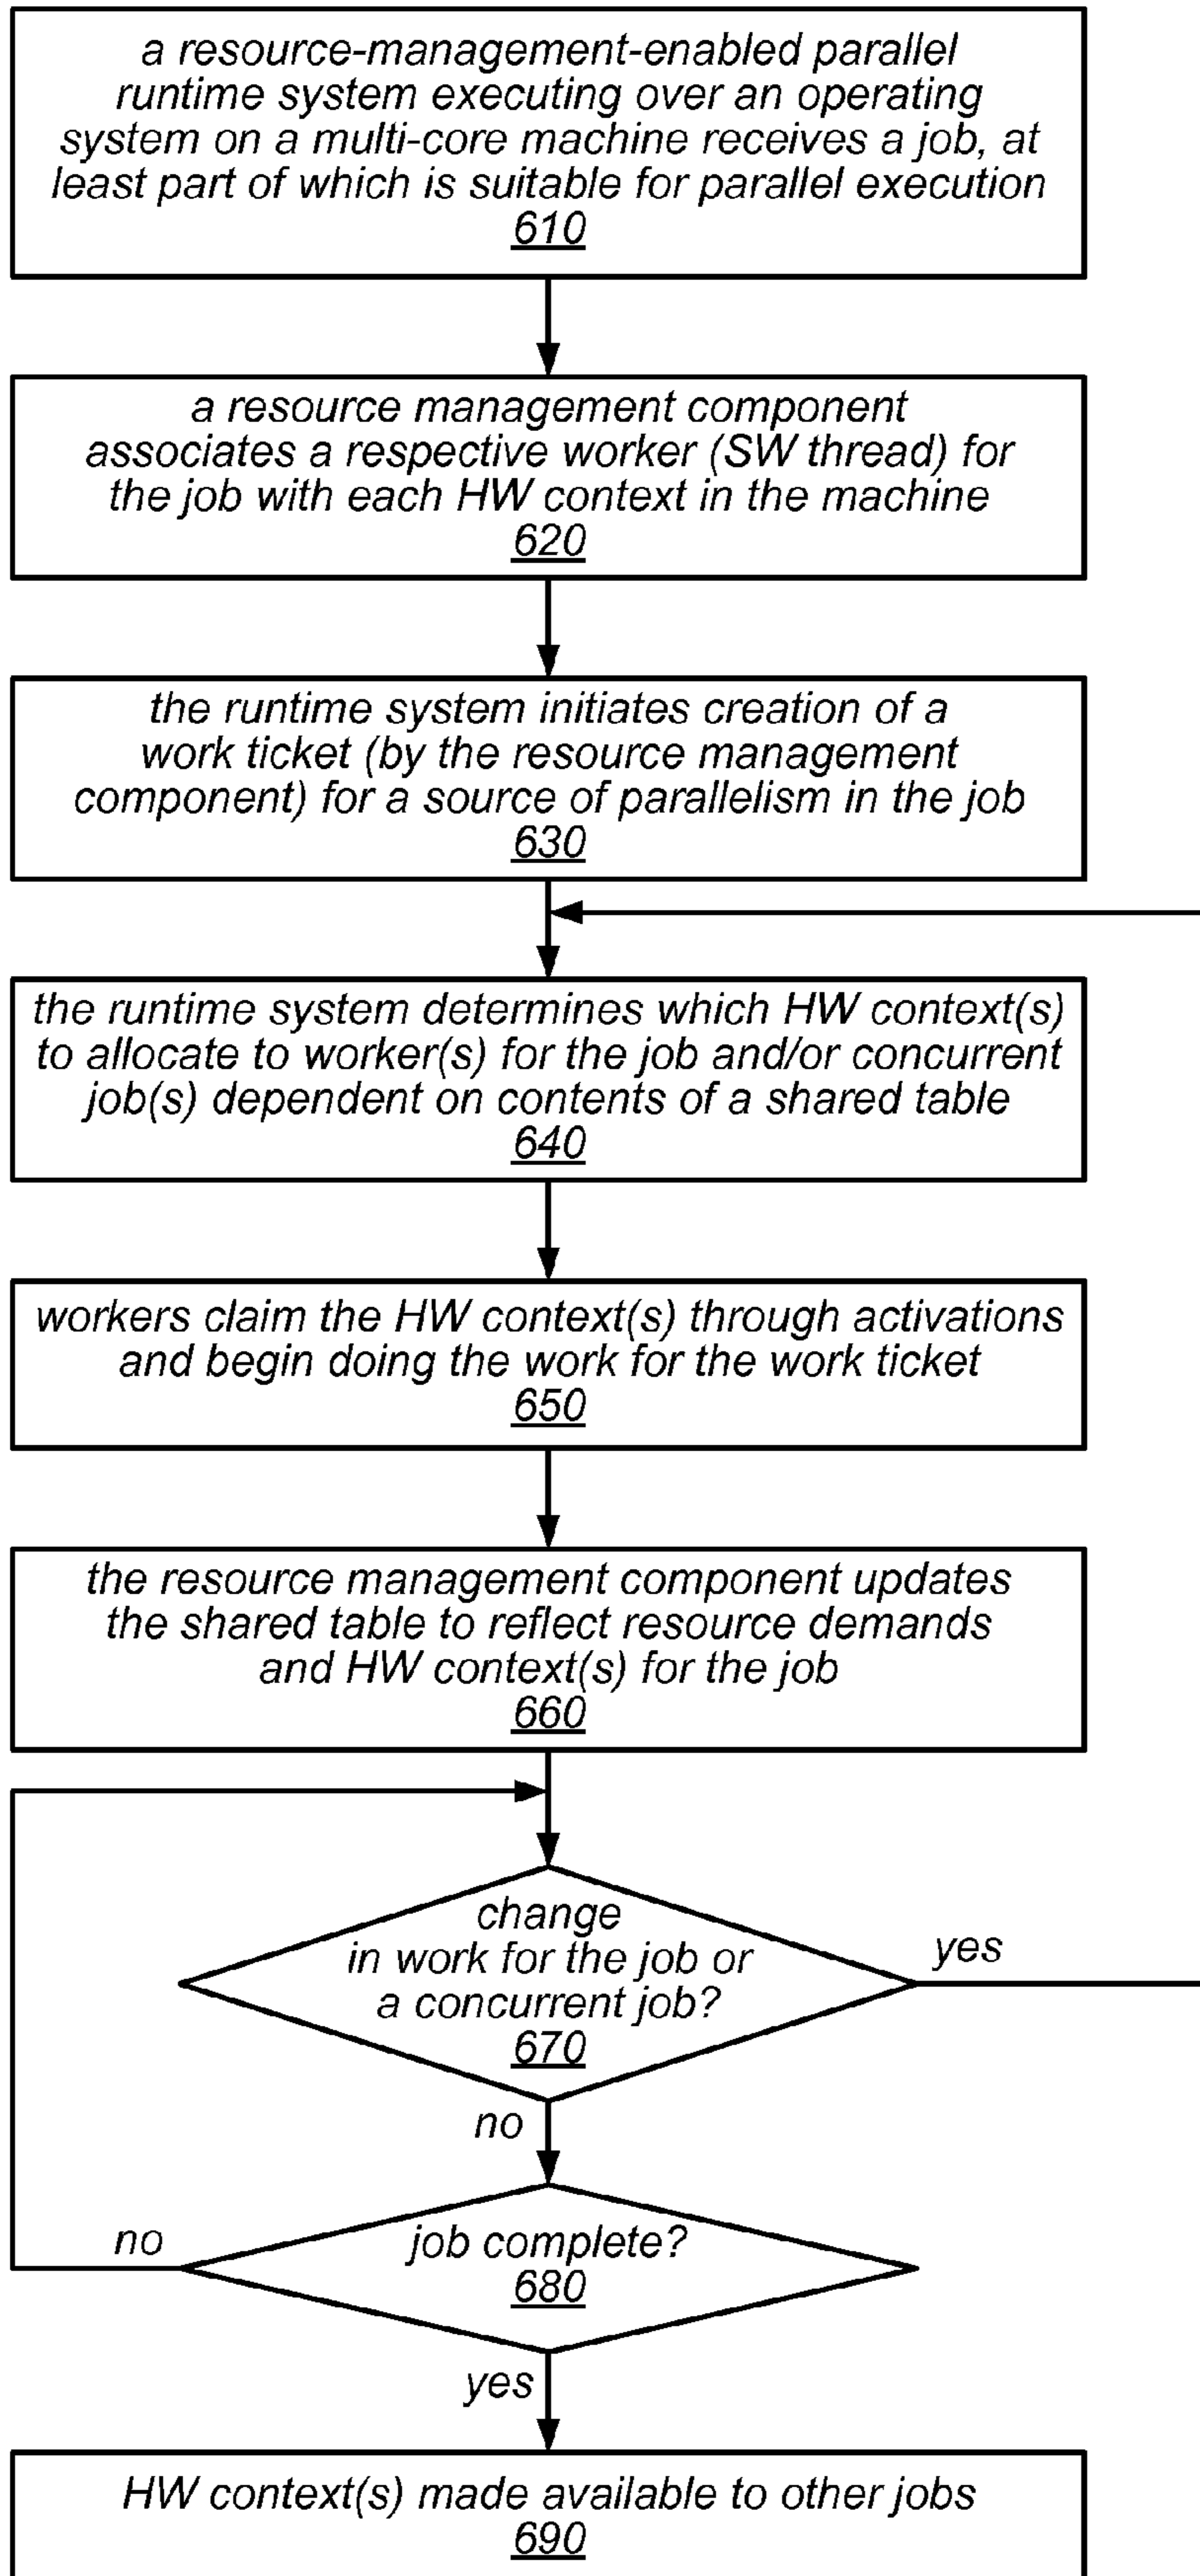 a resource-management-enabled parallel
runtime system executing over an operating
system on a multi-core machine receives a job, at
least part of which is suitable for parallel execution
610
a resource management component
associates a respective worker (SW thread) for
the job with each HW context in the machine
620
the runtime system initiates creation of a
work ticket (by the resource management
component) for a source of parallelism in the job
630
the runtime system determines which HW context(s)
to allocate to worker(s) for the job and/or concurrent
job(s) dependent on contents of a shared table
640
workers claim the HW context(s) through activations
and begin doing the work for the work ticket
650
the resource management component updates
the shared table to reflect resource demands
and HW context(s) for the job
660
change
in work for the job or
a concurrent job?
670
yes
no
job complete?
680
no
yes
HW context(s) made available to other jobs
690